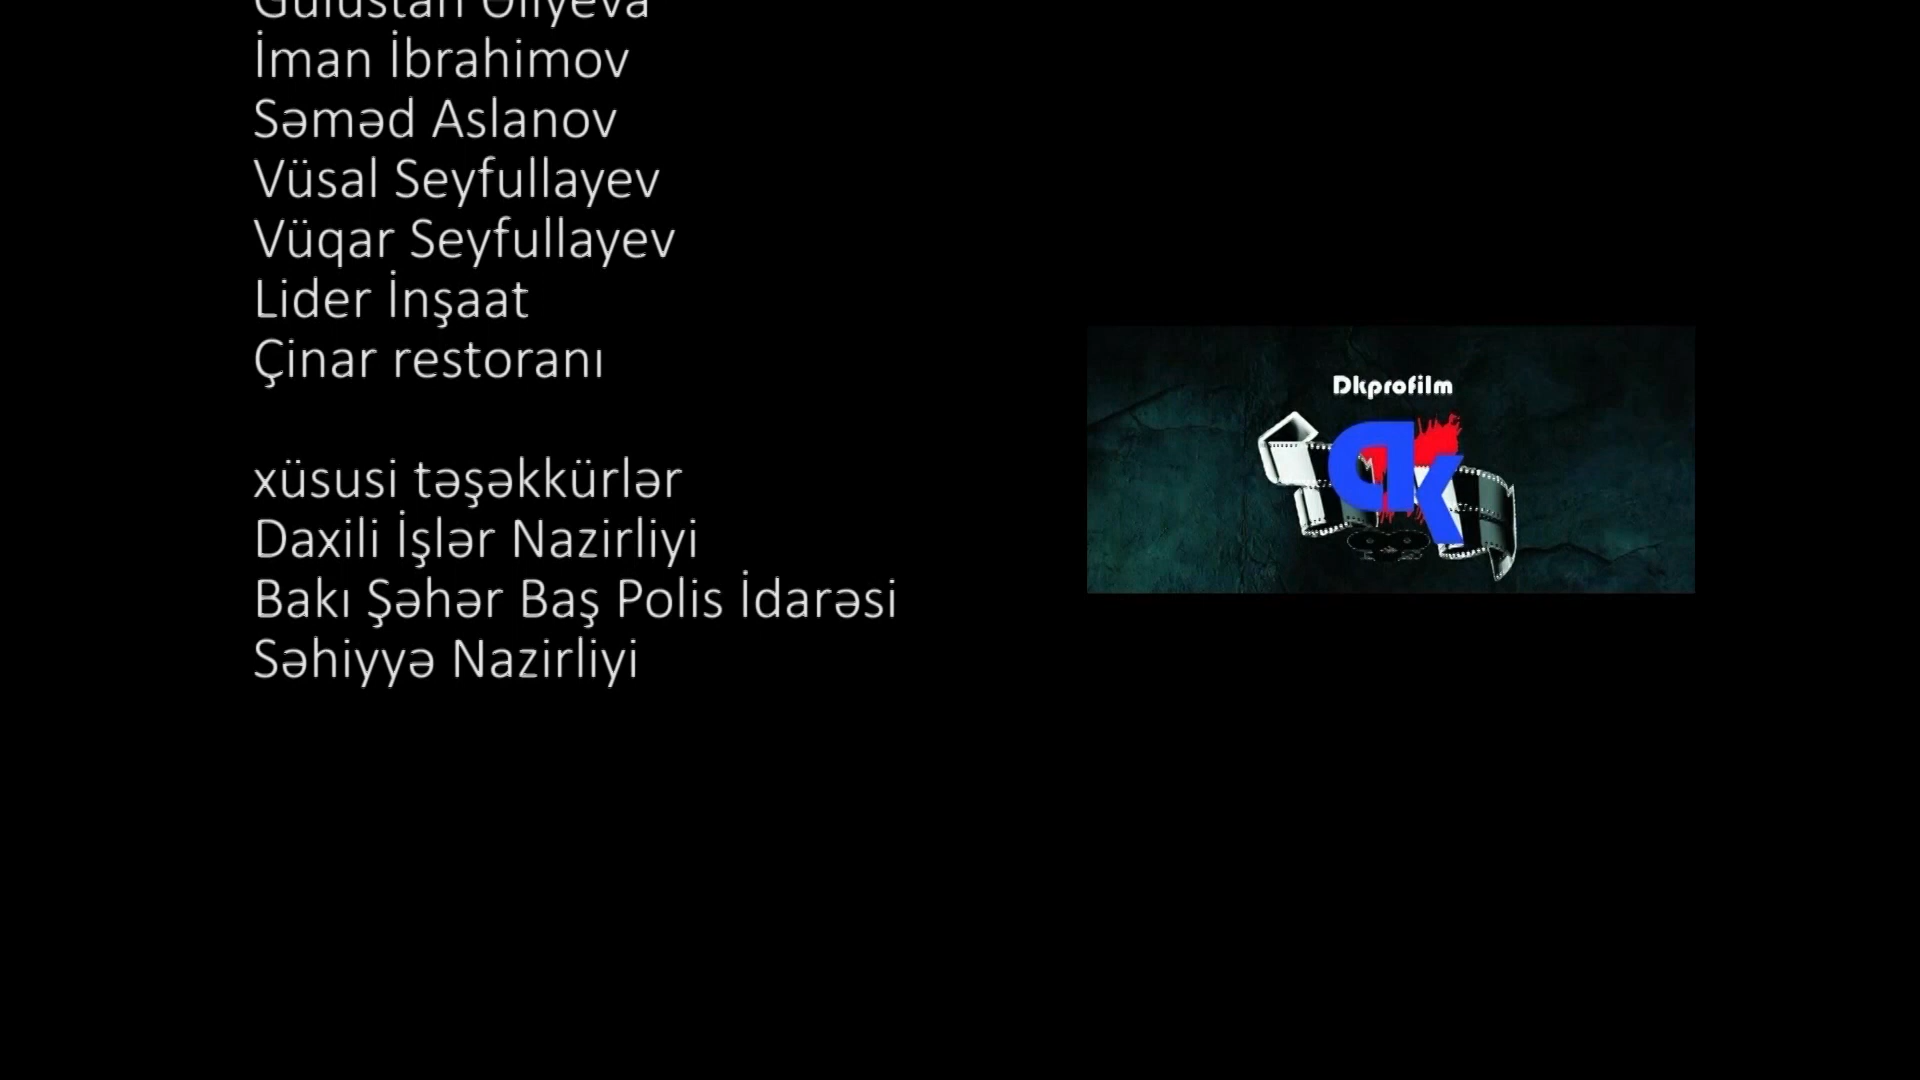 İman İbrahimov
Səməd Aslanov
Vüsal Seyfullayev
Vüqar Seyfullayev
Lider İnşaat
Çinar restoranı
xüsusi təşəkkürlər
Daxili İşlər Nazirliyi
Bakı Şəhər Baş Polis İdarəsi
Səhiyyə Nazirliyi
Dkprofilm